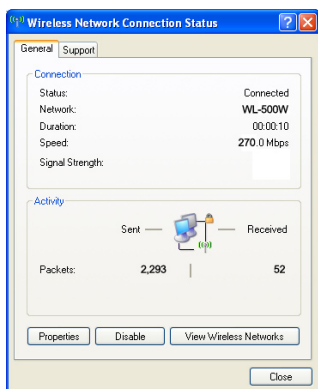 Wireless Network Connection Status
General Support
Connection
Status: Connected
Network: WL-500W
Duration: 00:00:10
Speed: 270.0 Mbps
Signal Strength:
Activity
Sent — — Received
Packets: 2,293 | 52
Properties Disable View Wireless Networks
Close